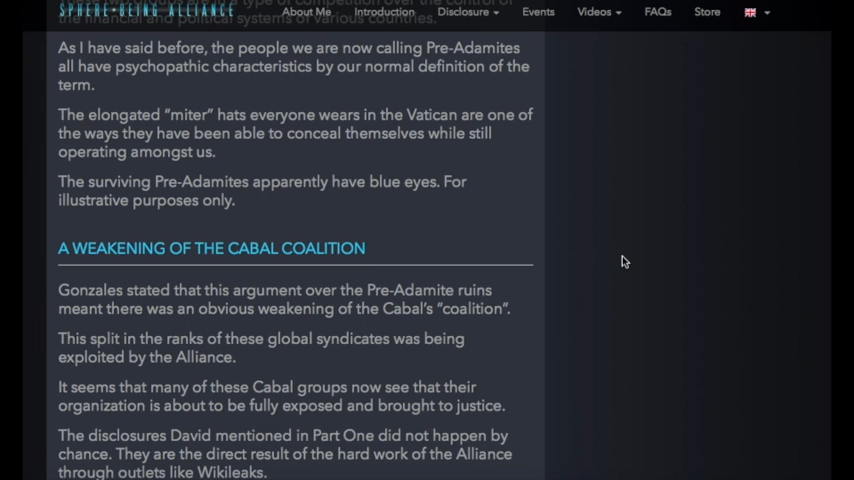 SPHERE•BEING ALLIANCE
About Me Introduction Disclosure Events Videos FAQs Store
the financial and political systems of various countries.
As I have said before, the people we are now calling Pre-Adamites
all have psychopathic characteristics by our normal definition of the
term.
The elongated “miter” hats everyone wears in the Vatican are one of
the ways they have been able to conceal themselves while still
operating amongst us.
The surviving Pre-Adamites apparently have blue eyes. For
illustrative purposes only.
A WEAKENING OF THE CABAL COALITION
Gonzales stated that this argument over the Pre-Adamite ruins
meant there was an obvious weakening of the Cabal’s “coalition”.
This split in the ranks of these global syndicates was being
exploited by the Alliance.
It seems that many of these Cabal groups now see that their
organization is about to be fully exposed and brought to justice.
The disclosures David mentioned in Part One did not happen by
chance. They are the direct result of the hard work of the Alliance
through outlets like Wikileaks.